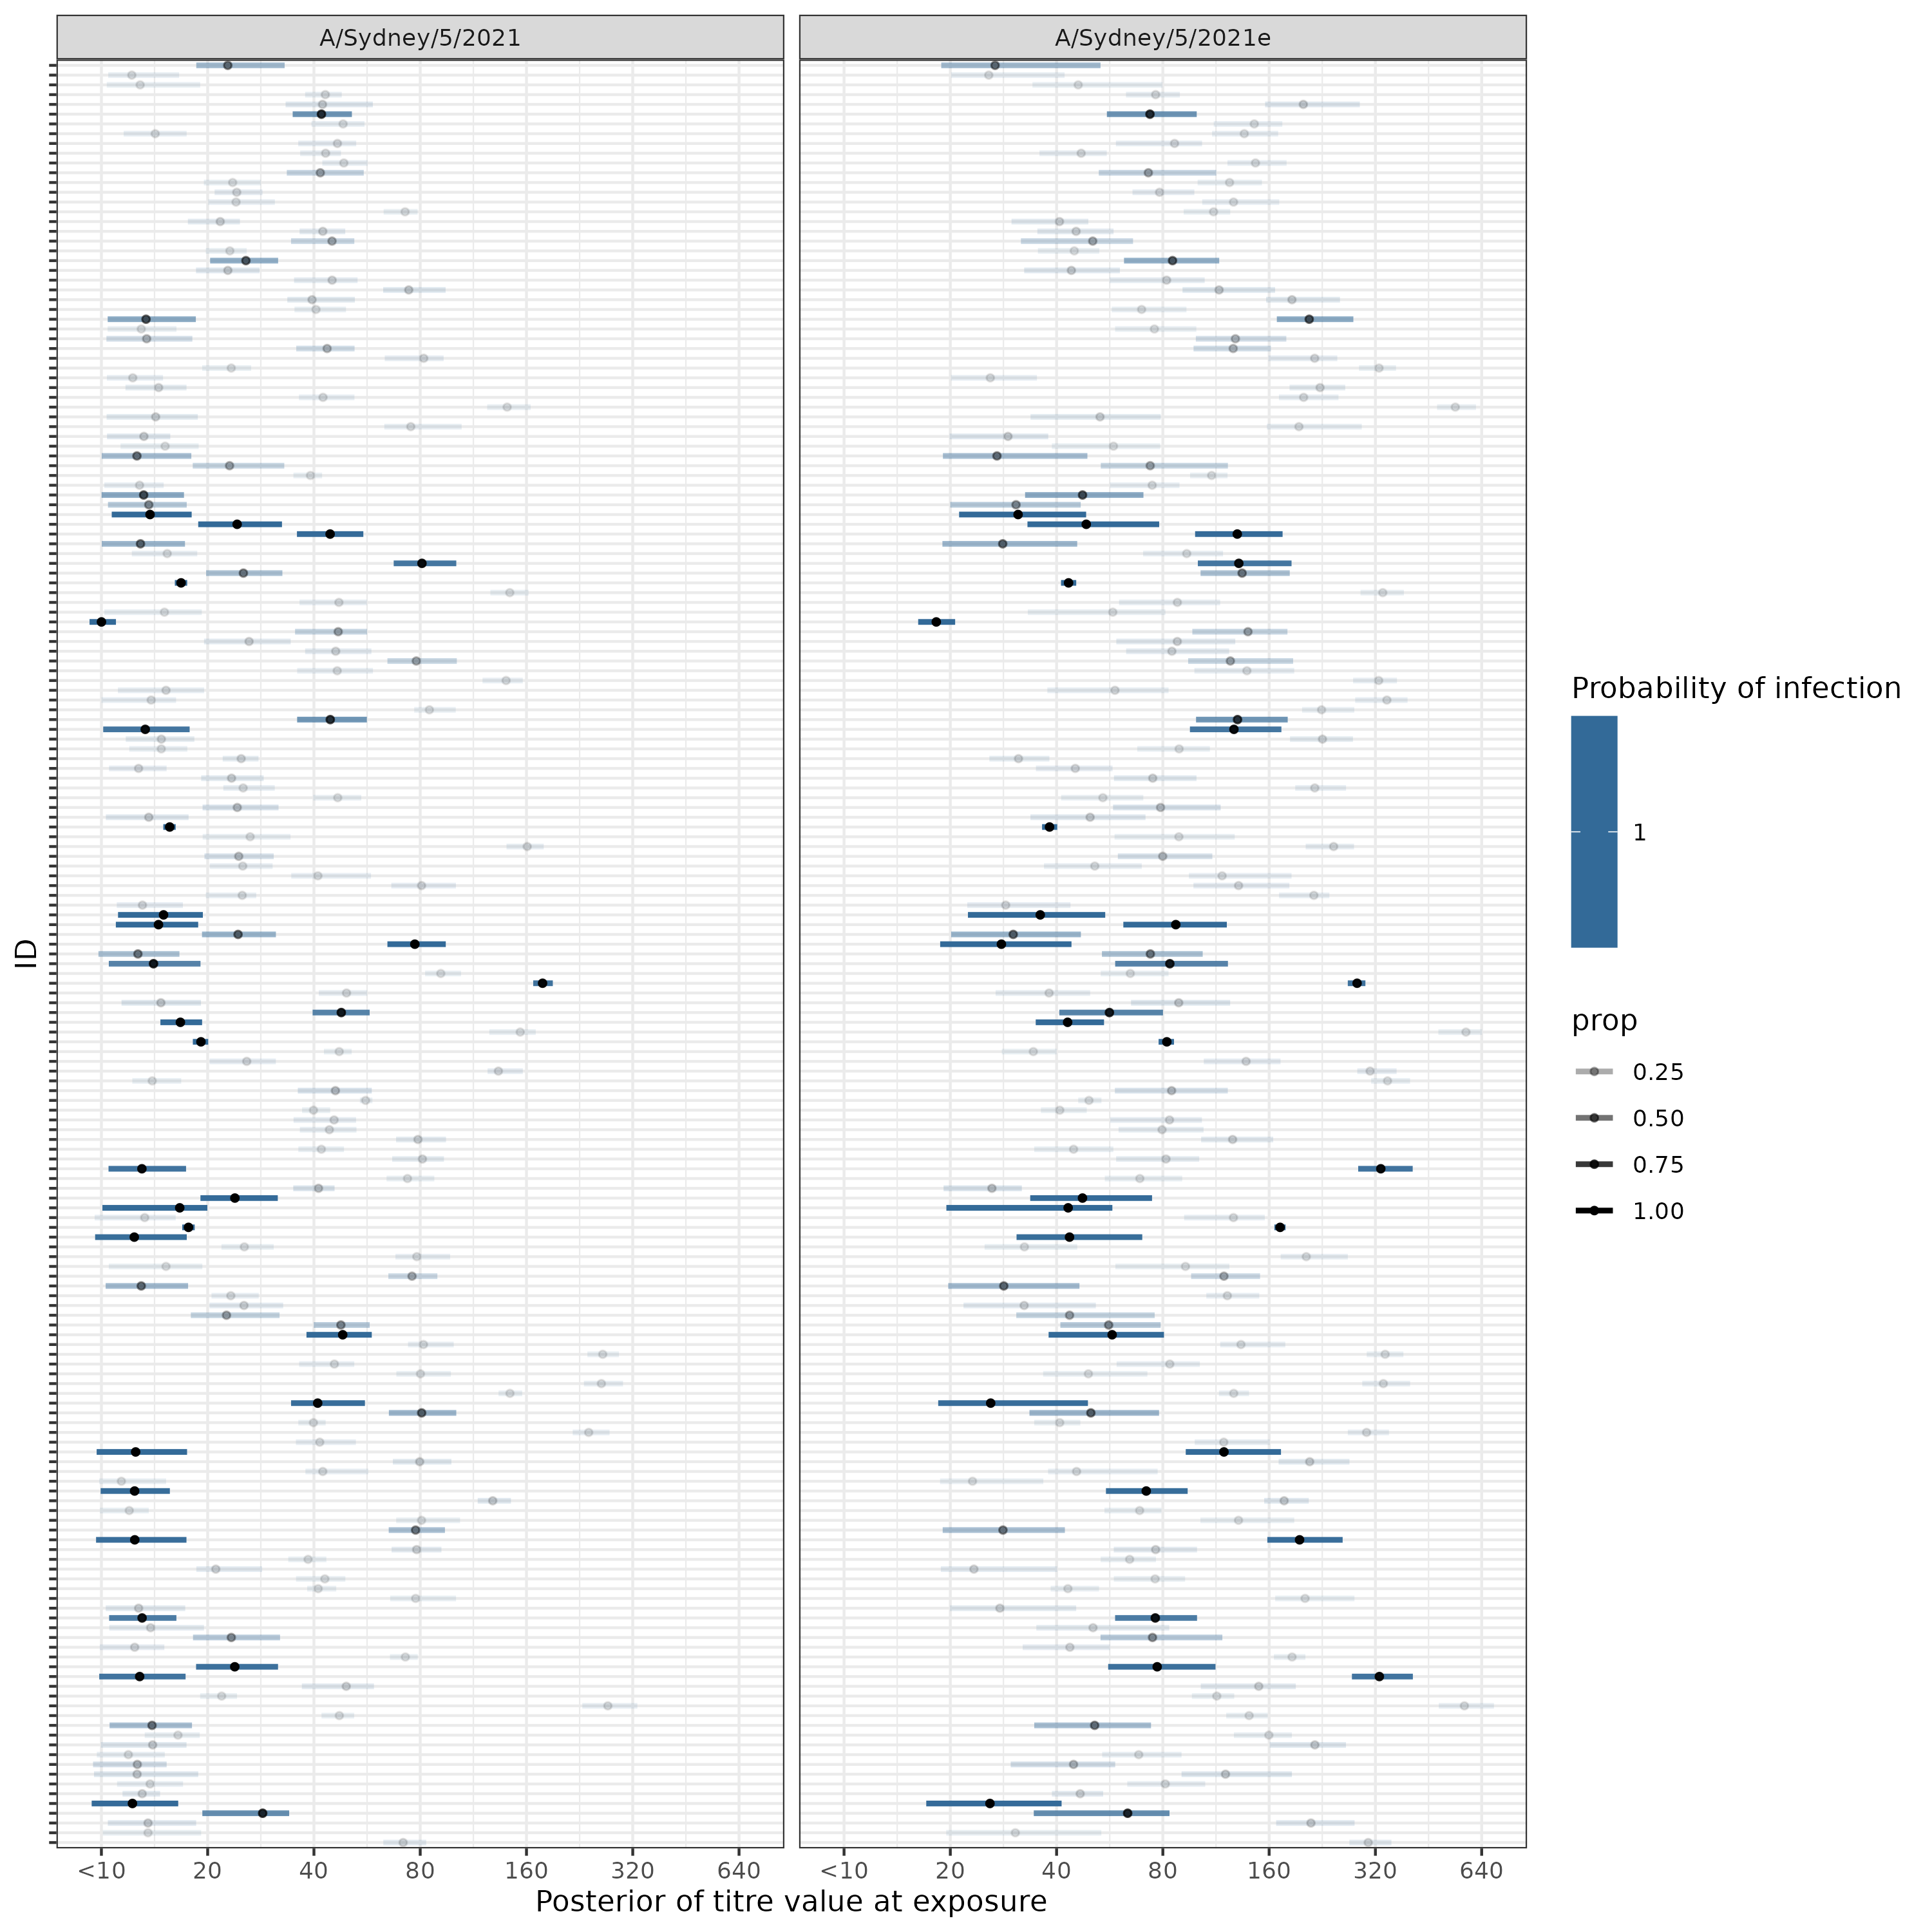 A/Sydney/5/2021
A/Sydney/5/2021e
ID
<10 20 40 80 160 320 640
<10 20 40 80 160 320 640
Posterior of titre value at exposure
Probability of infection
1
prop
0.25
0.50
0.75
1.00